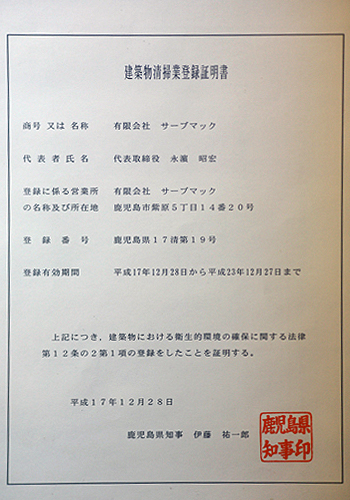 建築物清掃業登録証明書
商号 又は 名称 有限会社 サーブマック
代表者氏名 代表取締役 永濵 昭宏
登録に係る営業所 有限会社 サーブマック
の名称及び所在地 鹿児島市紫原5丁目14番20号
登録番号 鹿児島県17清第19号
登録有効期間 平成17年12月28日から平成23年12月27日まで
上記につき、建築物における衛生的環境の確保に関する法律
第12条の2第1項の登録をしたことを証明する。
平成17年12月28日
鹿児島県知事 伊藤 祐一郎
鹿児島県
知事印